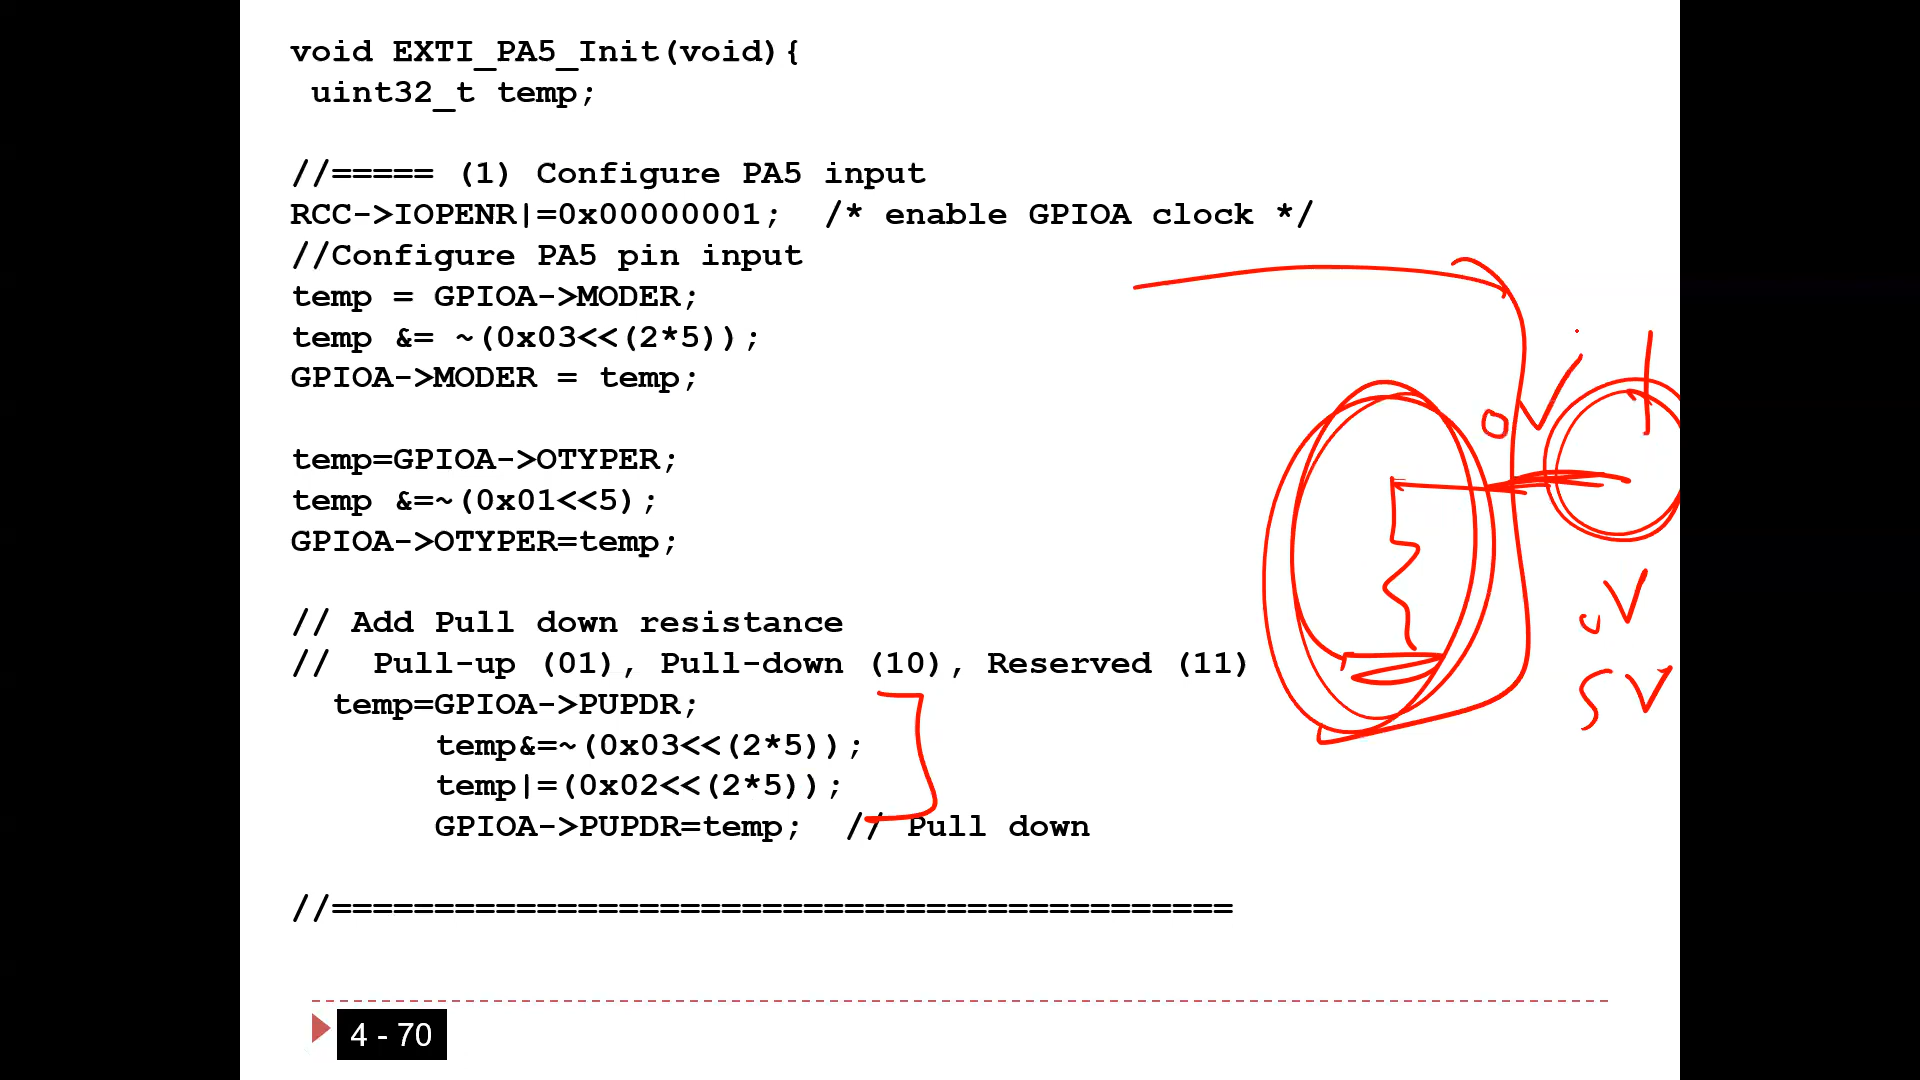 void EXTI_PA5_Init(void){
uint32_t temp;
//===== (1) Configure PA5 input
RCC->IOPENR|=0x00000001; /* enable GPIOA clock */
//Configure PA5 pin input
temp = GPIOA->MODER;
temp &= ~(0x03<<(2*5));
GPIOA->MODER = temp;
temp=GPIOA->OTYPER;
temp &=~(0x01<<5);
GPIOA->OTYPER=temp;
// Add Pull down resistance
// Pull-up (01), Pull-down (10), Reserved (11)
temp=GPIOA->PUPDR;
temp&=~(0x03<<(2*5));
temp|=(0x02<<(2*5));
GPIOA->PUPDR=temp; // Pull down
//============================================
0V
5V
4 - 70